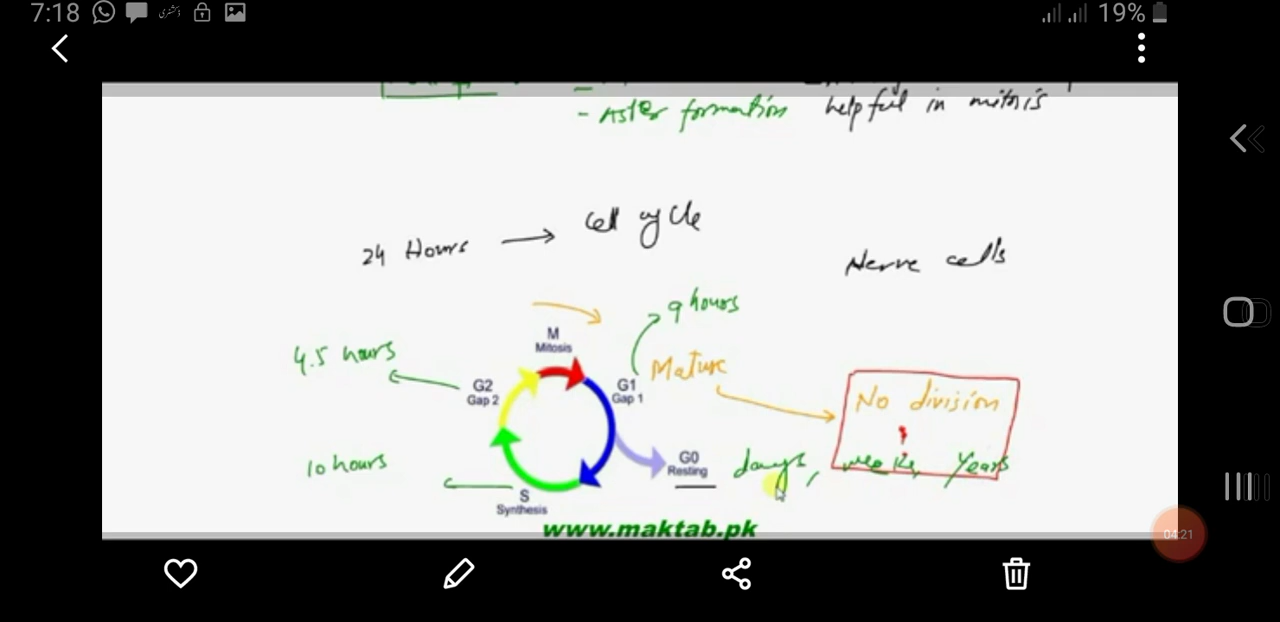 7:18
19%
- Aster formation helpful in mitosis
24 Hours → Cell cycle
Nerve cells
9 hours
4.5 hours
M
Mitosis
Mature
G2
Gap 2
G1
Gap 1
No division
10 hours
G0
Resting
days, weeks, years
S
Synthesis
www.maktab.pk
04:21